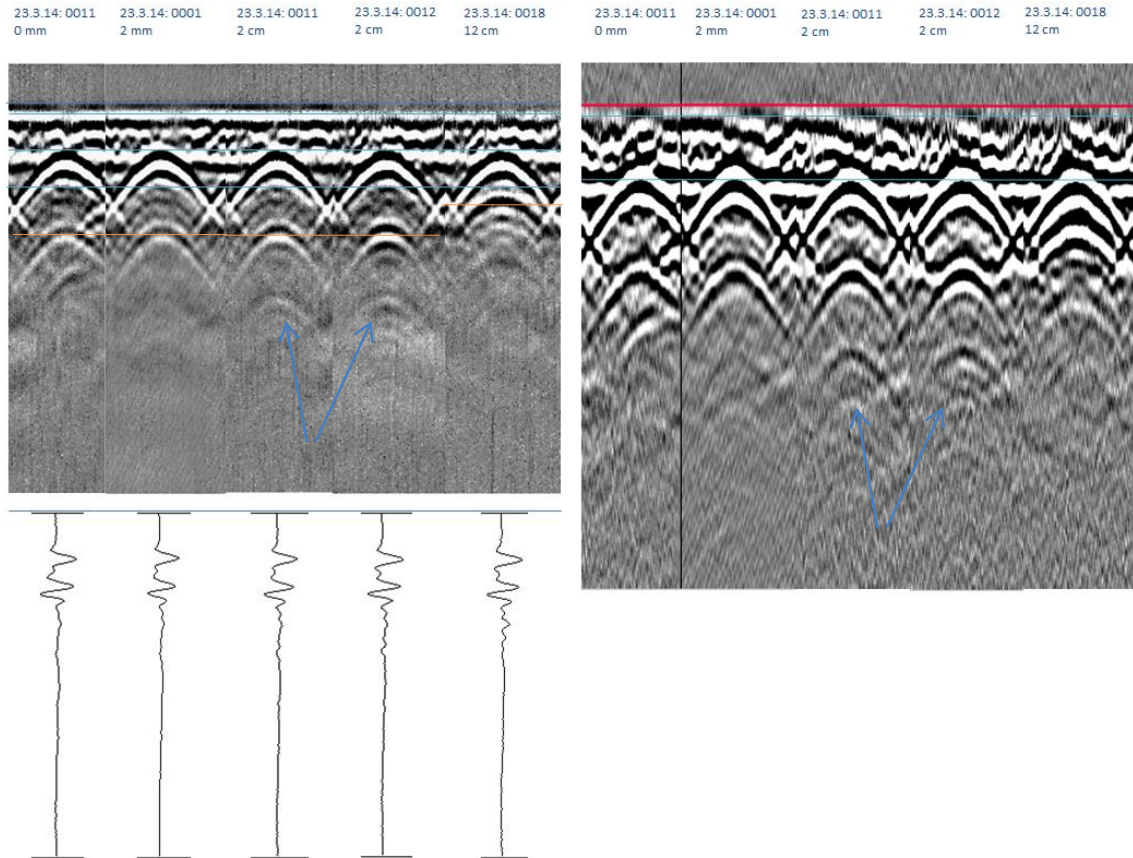 23.3.14: 0011
0 mm
23.3.14: 0001
2 mm
23.3.14: 0011
2 cm
23.3.14: 0012
2 cm
23.3.14: 0018
12 cm
23.3.14: 0011
0 mm
23.3.14: 0001
2 mm
23.3.14: 0011
2 cm
23.3.14: 0012
2 cm
23.3.14: 0018
12 cm